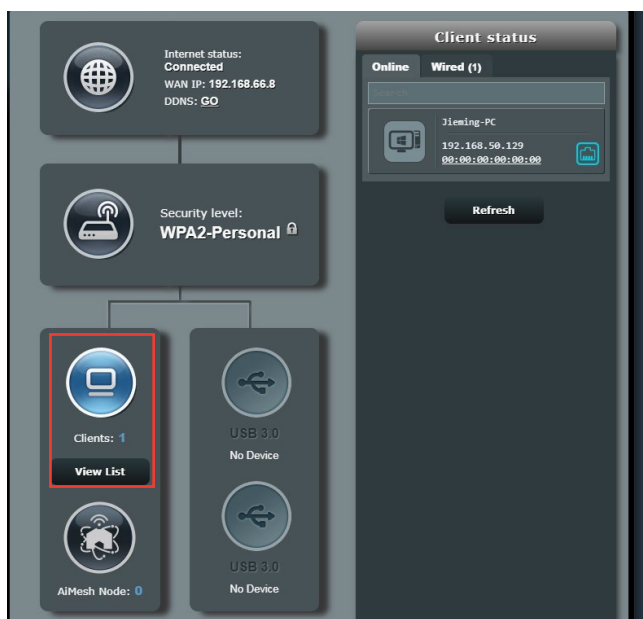 Internet status:
Connected
WAN IP: 192.168.66.8
DDNS: GO
Security level:
WPA2-Personal
Clients: 1
View List
AiMesh Node: 0
USB 3.0
No Device
USB 3.0
No Device
Client status
Online Wired (1)
Search
Jieming-PC
192.168.50.129
00:00:00:00:00:00
Refresh